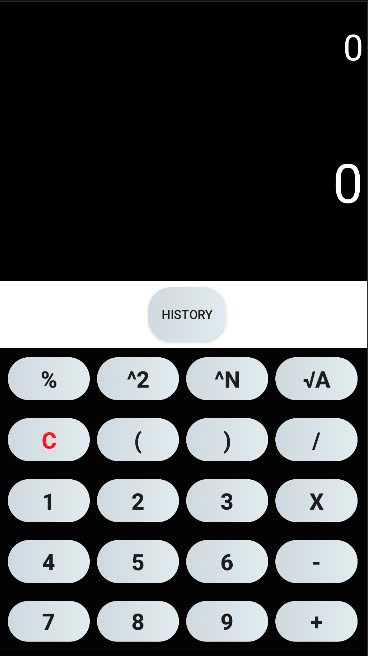 0
0
HISTORY
% ^2 ^N √A
C ( ) /
1 2 3 X
4 5 6 -
7 8 9 +